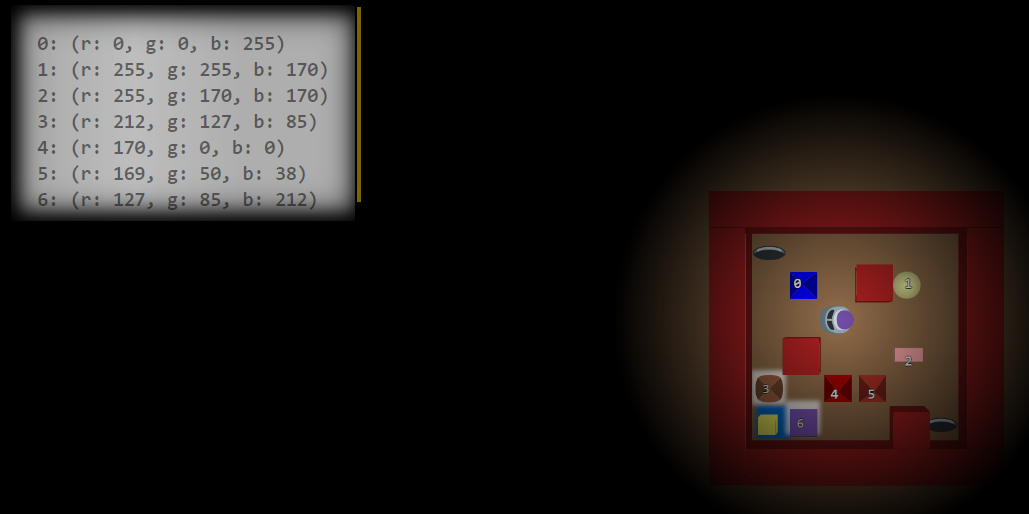 0: (r: 0, g: 0, b: 255)
1: (r: 255, g: 255, b: 170)
2: (r: 255, g: 170, b: 170)
3: (r: 212, g: 127, b: 85)
4: (r: 170, g: 0, b: 0)
5: (r: 169, g: 50, b: 38)
6: (r: 127, g: 85, b: 212)
0
1
2
3
4
5
6